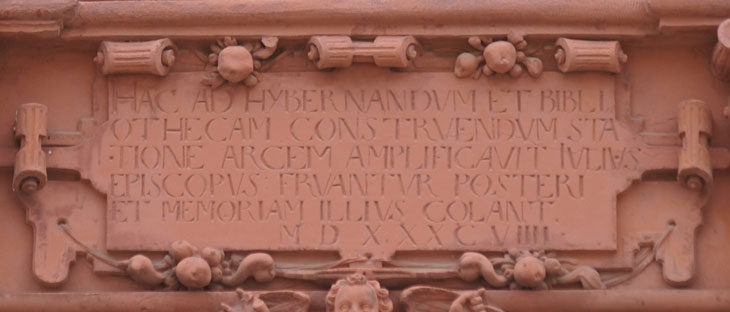 HAC AD HYBERNANDVM ET BIBLI
OTHECAM CONSTRVENDVM STA
·TIONE ARCEM AMPLIFICAVIT IVLIVS
EPISCOPVS· FRVANTVR POSTERI
ET MEMORIAM ILLIVS COLANT.
M D XXXC VIIII